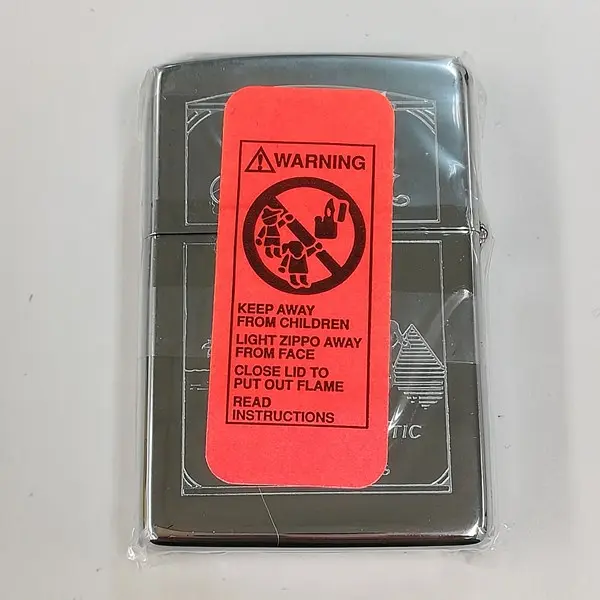 WARNING
KEEP AWAY
FROM CHILDREN
LIGHT ZIPPO AWAY
FROM FACE
CLOSE LID TO
PUT OUT FLAME
READ
INSTRUCTIONS
TIC